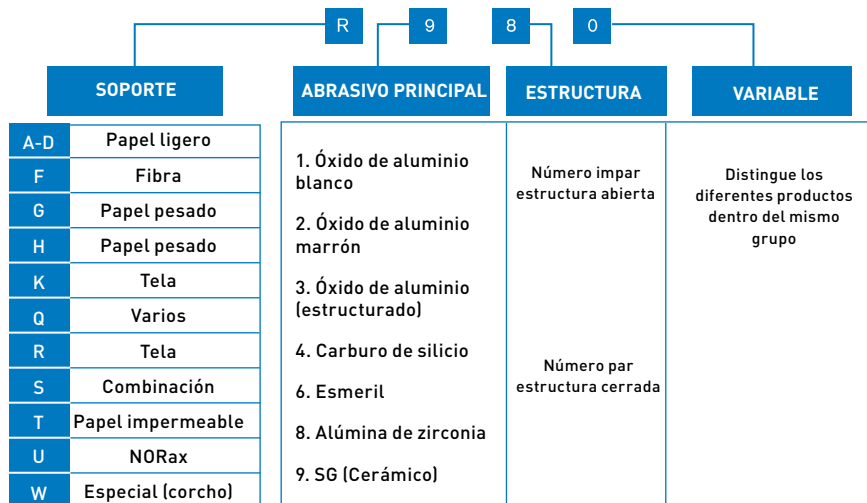 R 9 8 0
SOPORTE
A-D Papel ligero
F Fibra
G Papel pesado
H Papel pesado
K Tela
Q Varios
R Tela
S Combinación
T Papel impermeable
U NORax
W Especial (corcho)
ABRASIVO PRINCIPAL
1. Óxido de aluminio
blanco
2. Óxido de aluminio
marrón
3. Óxido de aluminio
(estructurado)
4. Carburo de silicio
6. Esmeril
8. Alúmina de zirconia
9. SG (Cerámico)
ESTRUCTURA
Número impar
estructura abierta
Número par
estructura cerrada
VARIABLE
Distingue los
diferentes productos
dentro del mismo
grupo